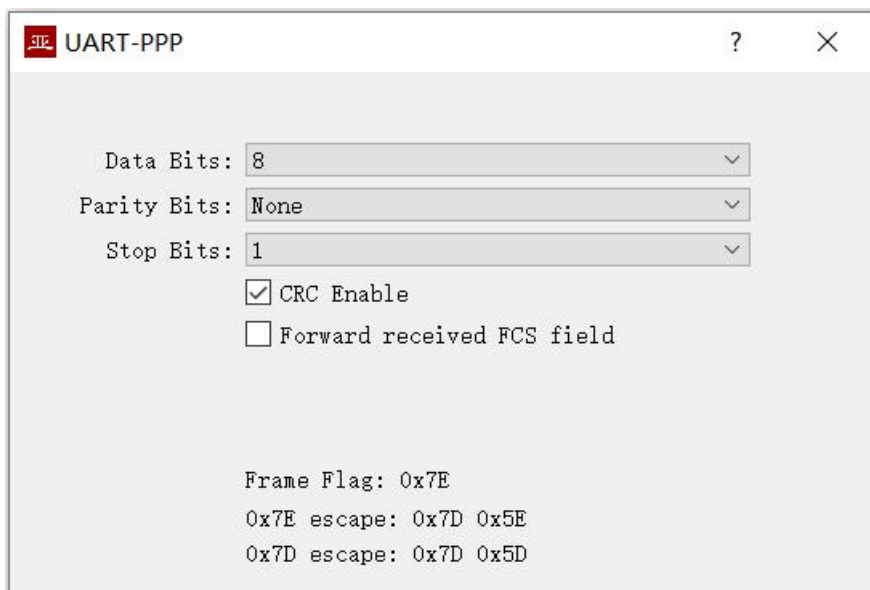 亚 UART-PPP ? ×
Data Bits: 8
Parity Bits: None
Stop Bits: 1
CRC Enable
Forward received FCS field
Frame Flag: 0x7E
0x7E escape: 0x7D 0x5E
0x7D escape: 0x7D 0x5D